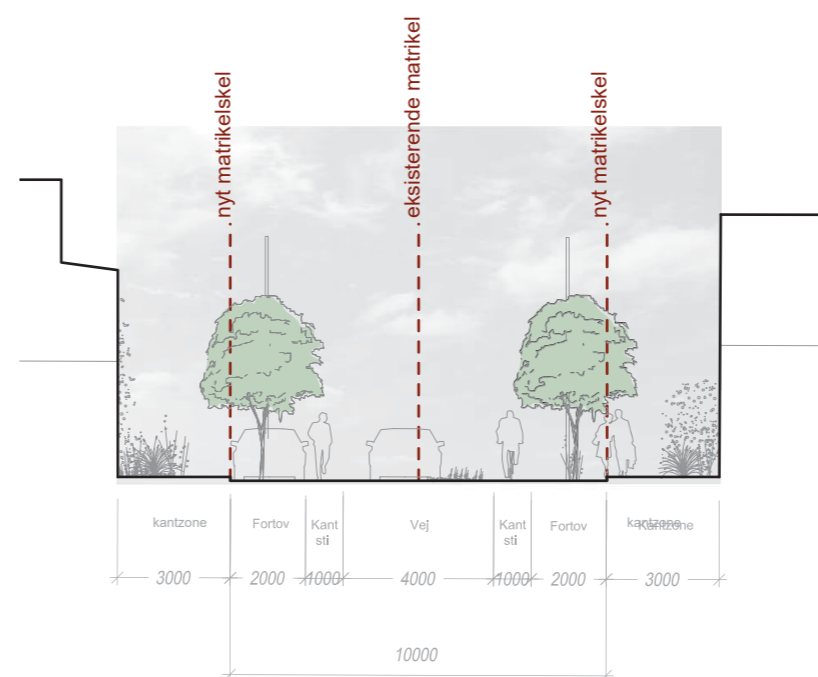 nyt matrikelskel
eksisterende matrikel
nyt matrikelskel
kantzone
Fortov
Kant
sti
Vej
Kant
sti
Fortov
kantzone
Kantzone
3000
2000
1000
4000
1000
2000
3000
10000